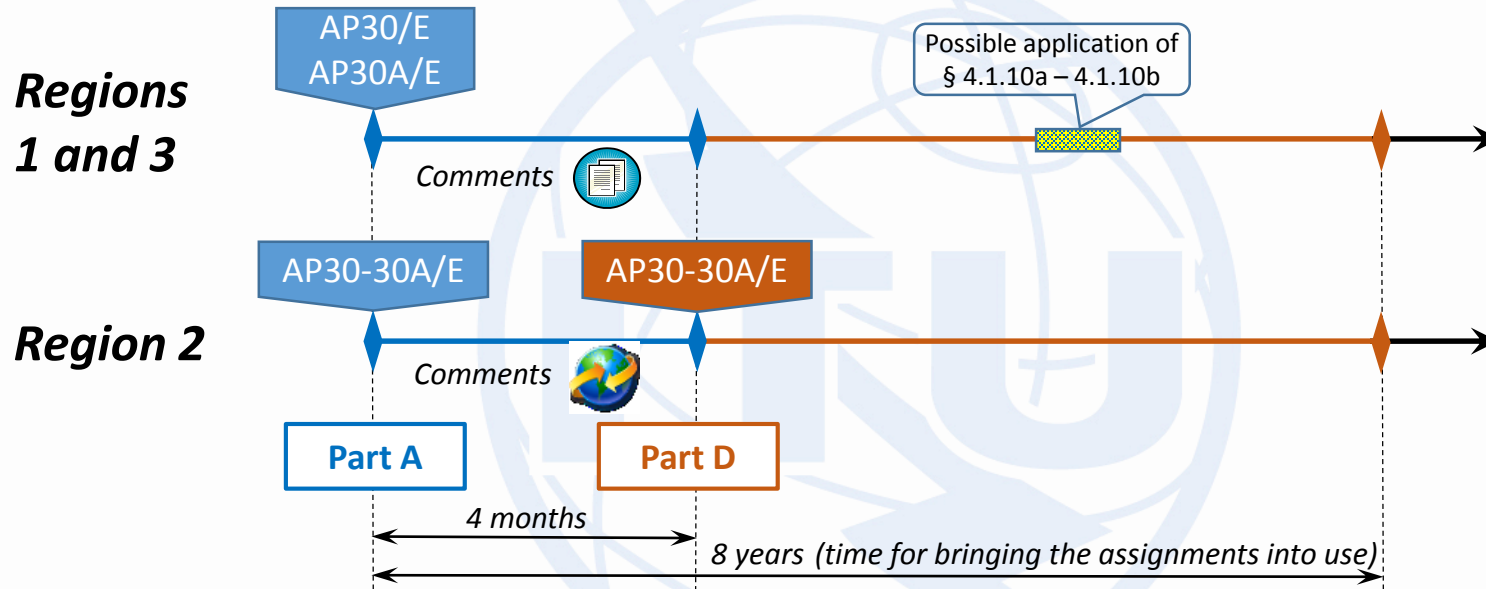 AP30/E
AP30A/E
Possible application of
§ 4.1.10a – 4.1.10b
Regions
1 and 3
Comments
AP30-30A/E
AP30-30A/E
Region 2
Comments
Part A
Part D
4 months
8 years (time for bringing the assignments into use)
ITU